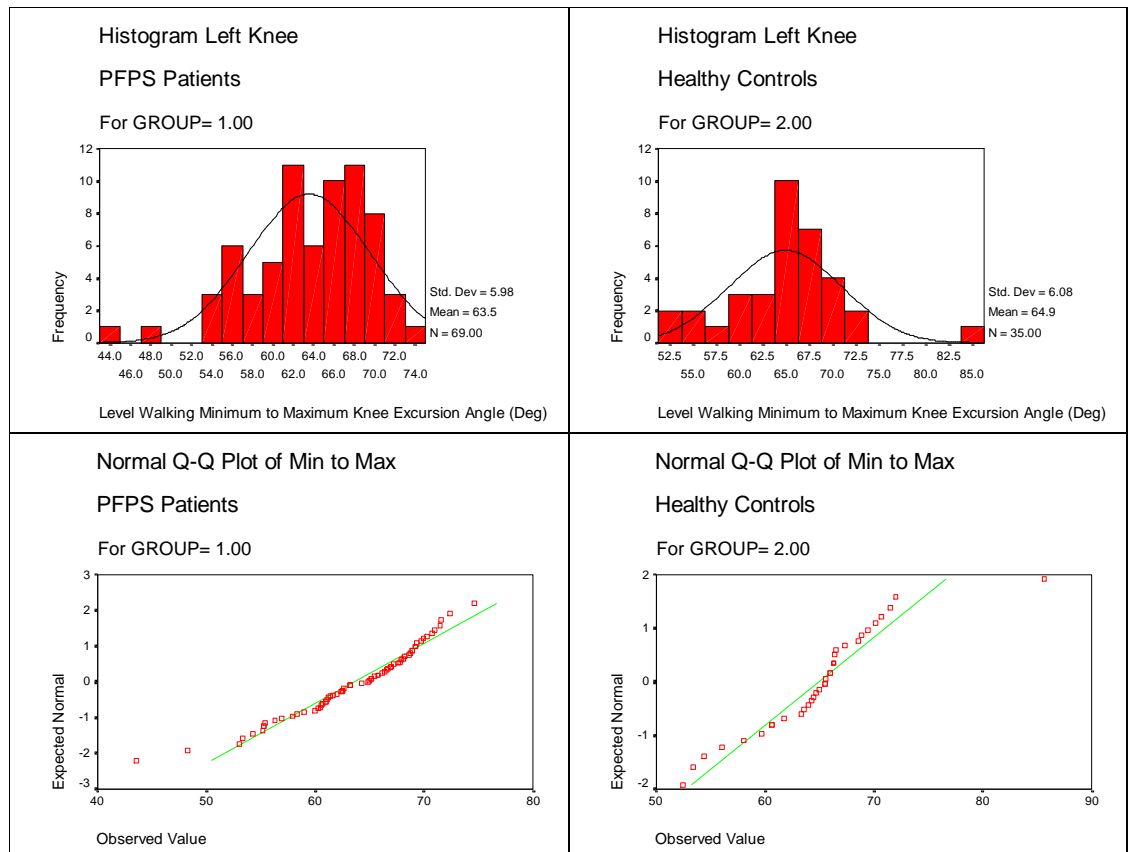 Histogram Left Knee
PFPS Patients
For GROUP= 1.00
12
10
8
6
4
2
0
Frequency
Std. Dev = 5.98
Mean = 63.5
N = 69.00
44.0 48.0 52.0 56.0 60.0 64.0 68.0 72.0
46.0 50.0 54.0 58.0 62.0 66.0 70.0 74.0
Level Walking Minimum to Maximum Knee Excursion Angle (Deg)
Histogram Left Knee
Healthy Controls
For GROUP= 2.00
12
10
8
6
4
2
0
Frequency
Std. Dev = 6.08
Mean = 64.9
N = 35.00
52.5 57.5 62.5 67.5 72.5 77.5 82.5
55.0 60.0 65.0 70.0 75.0 80.0 85.0
Level Walking Minimum to Maximum Knee Excursion Angle (Deg)
Normal Q-Q Plot of Min to Max
PFPS Patients
For GROUP= 1.00
3
2
1
0
-1
-2
-3
Expected Normal
40 50 60 70 80
Observed Value
Normal Q-Q Plot of Min to Max
Healthy Controls
For GROUP= 2.00
2
1
0
-1
-2
Expected Normal
50 60 70 80 90
Observed Value